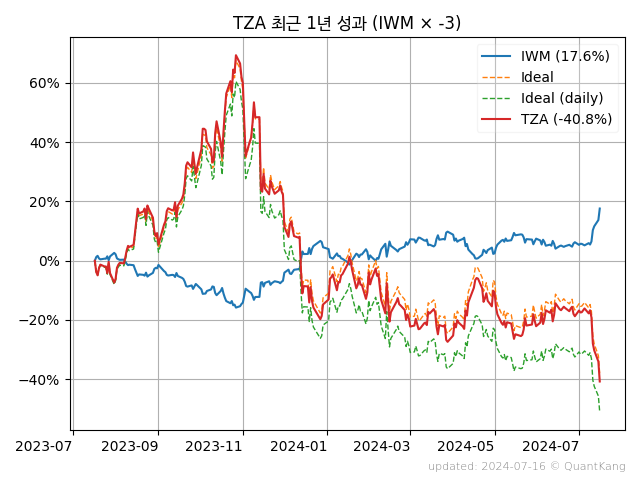 TZA 최근 1년 성과 (IWM × -3)
IWM (17.6%)
Ideal
Ideal (daily)
TZA (-40.8%)
60%
40%
20%
0%
−20%
−40%
2023-07 2023-09 2023-11 2024-01 2024-03 2024-05 2024-07
updated: 2024-07-16 © QuantKang